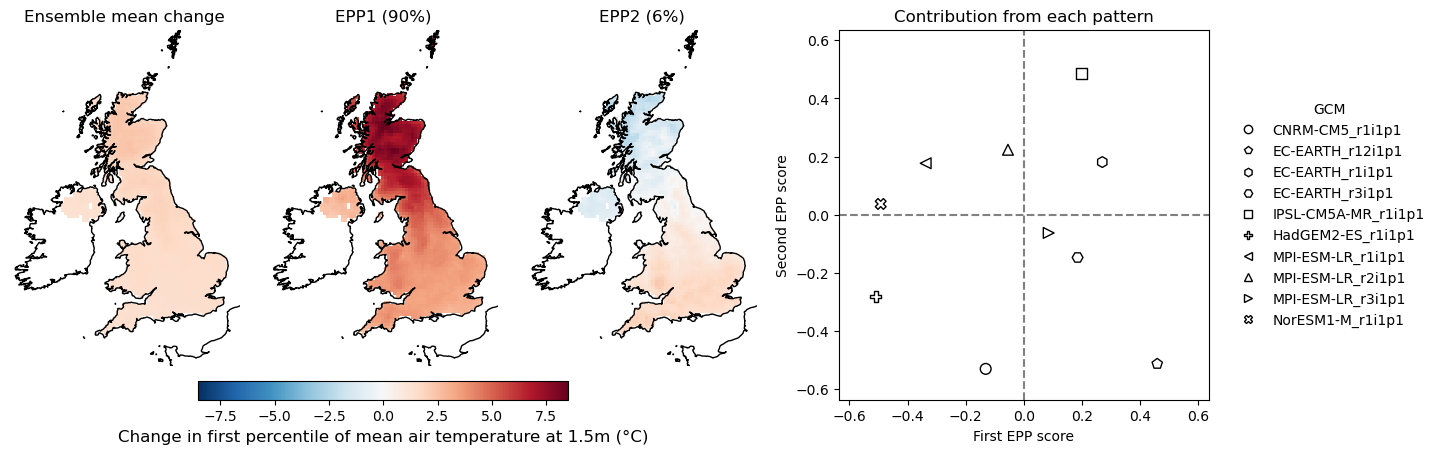 Ensemble mean change
EPP1 (90%)
EPP2 (6%)
Contribution from each pattern
−7.5 −5.0 −2.5 0.0 2.5 5.0 7.5
Change in first percentile of mean air temperature at 1.5m (°C)
Second EPP score
0.6
0.4
0.2
0.0
−0.2
−0.4
−0.6
−0.6 −0.4 −0.2 0.0 0.2 0.4 0.6
First EPP score
GCM
CNRM-CM5_r1i1p1
EC-EARTH_r12i1p1
EC-EARTH_r1i1p1
EC-EARTH_r3i1p1
IPSL-CM5A-MR_r1i1p1
HadGEM2-ES_r1i1p1
MPI-ESM-LR_r1i1p1
MPI-ESM-LR_r2i1p1
MPI-ESM-LR_r3i1p1
NorESM1-M_r1i1p1